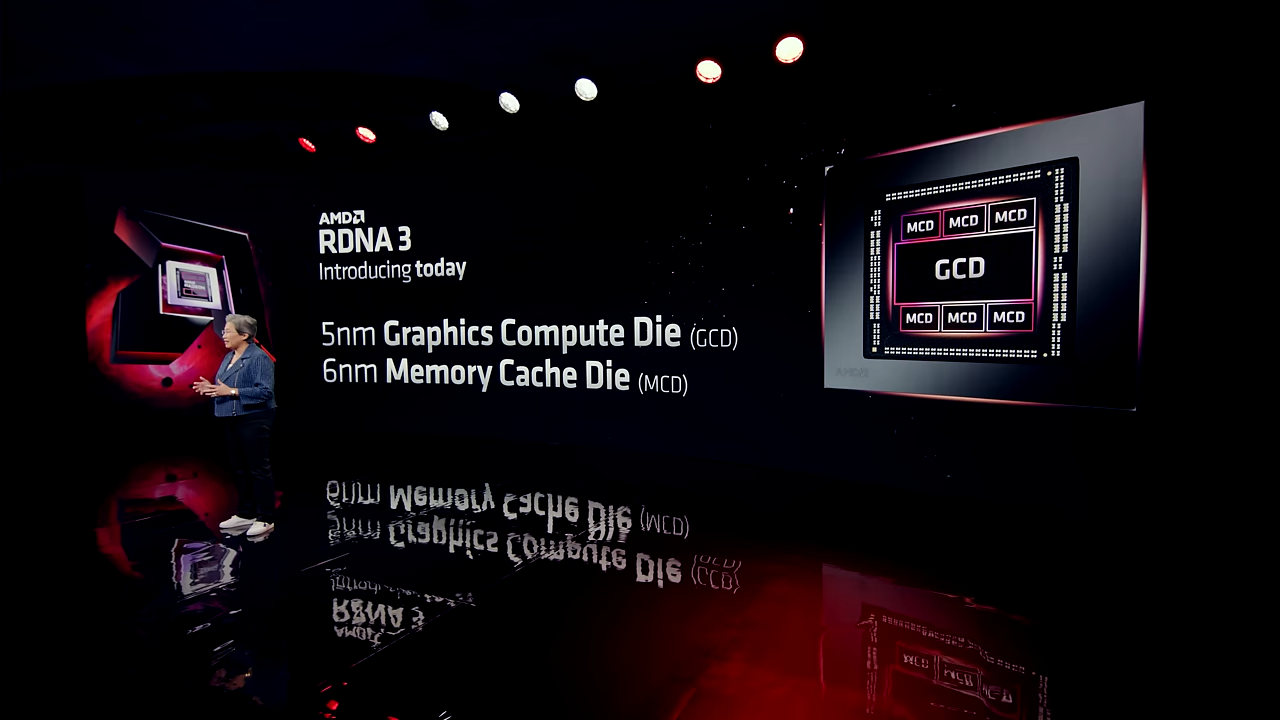 AMD
RDNA 3
Introducing today
5nm Graphics Compute Die (GCD)
6nm Memory Cache Die (MCD)
MCD MCD MCD
GCD
MCD MCD MCD
AMD